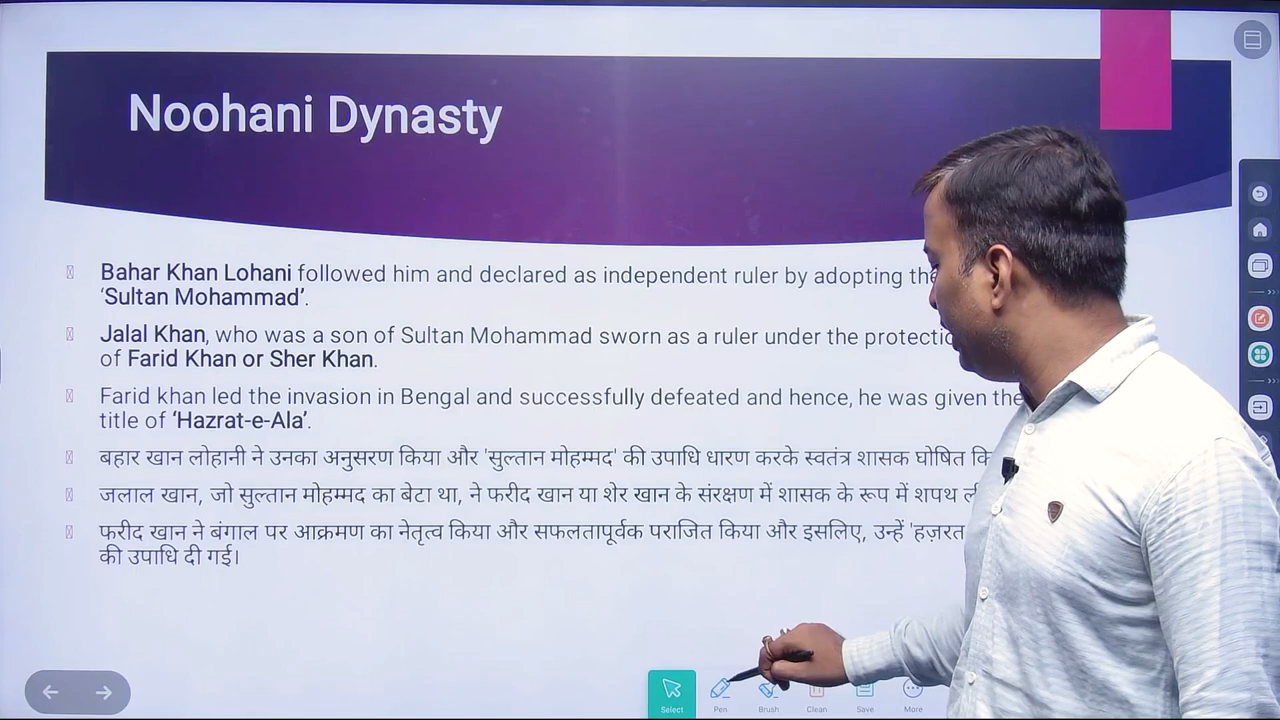 Noohani Dynasty
Bahar Khan Lohani followed him and declared as independent ruler by adopting the
‘Sultan Mohammad’.
Jalal Khan, who was a son of Sultan Mohammad sworn as a ruler under the
of Farid Khan or Sher Khan.
Farid khan led the invasion in Bengal and successfully defeated and hence, he was given the
title of ‘Hazrat-e-Ala’.
बहार खान लोहानी ने उनका अनुसरण किया और 'सुल्तान मोहम्मद' की उपाधि धारण करके स्वतंत्र शासक घोषित
जलाल खान, जो सुल्तान मोहम्मद का बेटा था, ने फरीद खान या शेर खान के संरक्षण में शासक के रूप में शपथ
फरीद खान ने बंगाल पर आक्रमण का नेतृत्व किया और सफलतापूर्वक पराजित किया और इसलिए, उन्हें 'हज़रत
की उपाधि दी गई।
Select Pen Brush Clean Save More